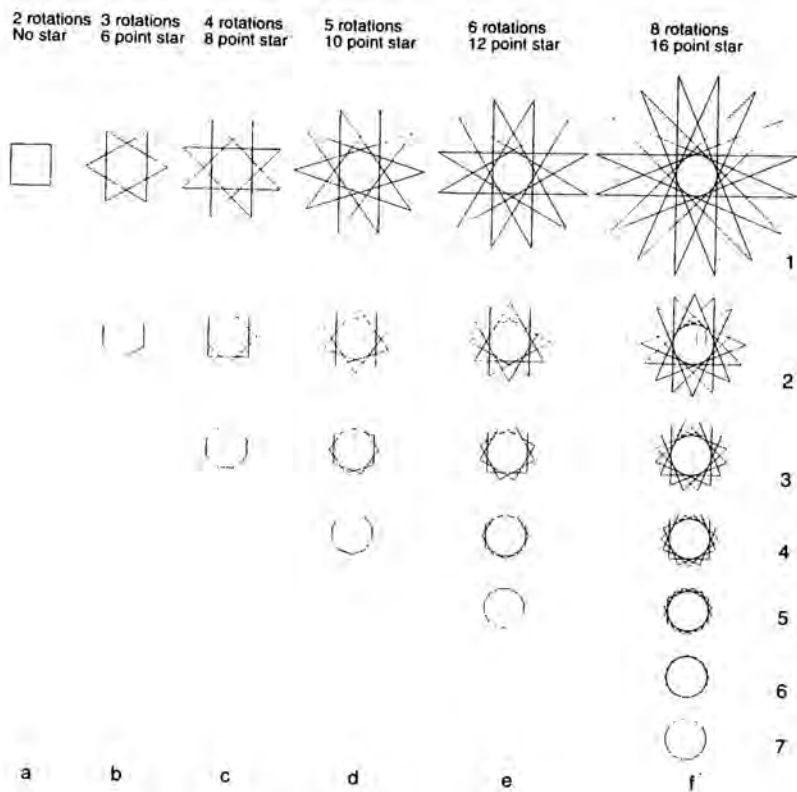 2 rotations
No star
3 rotations
6 point star
4 rotations
8 point star
5 rotations
10 point star
6 rotations
12 point star
8 rotations
16 point star
1
2
3
4
5
6
7
a b c d e f